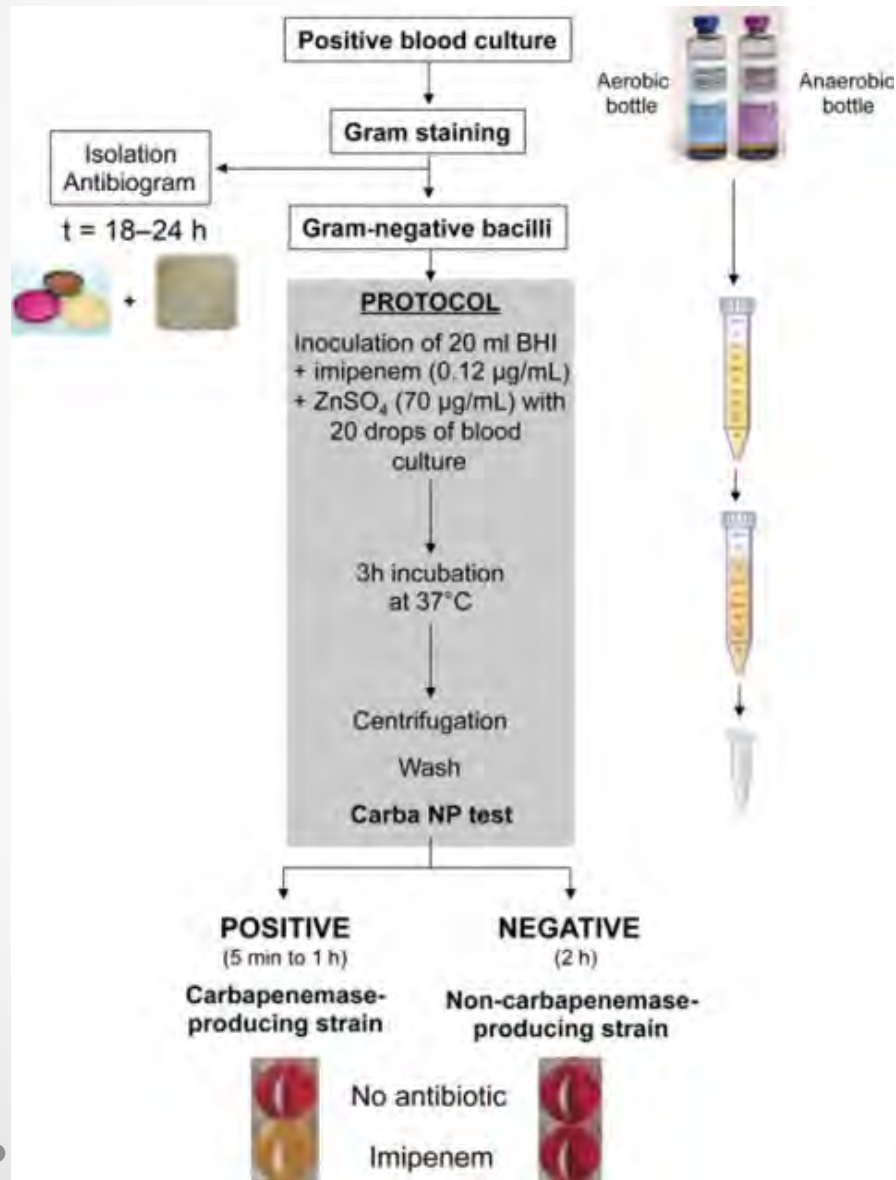 Positive blood culture
Aerobic
bottle
Anaerobic
bottle
Gram staining
Isolation
Antibiogram
t = 18–24 h
+
Gram-negative bacilli
PROTOCOL
Inoculation of 20 ml BHI
+ imipenem (0.12 µg/mL)
+ ZnSO₄ (70 µg/mL) with
20 drops of blood
culture
3h incubation
at 37°C
Centrifugation
Wash
Carba NP test
POSITIVE
(5 min to 1 h)
Carbapenemase-
producing strain
NEGATIVE
(2 h)
Non-carbapenemase-
producing strain
No antibiotic
Imipenem